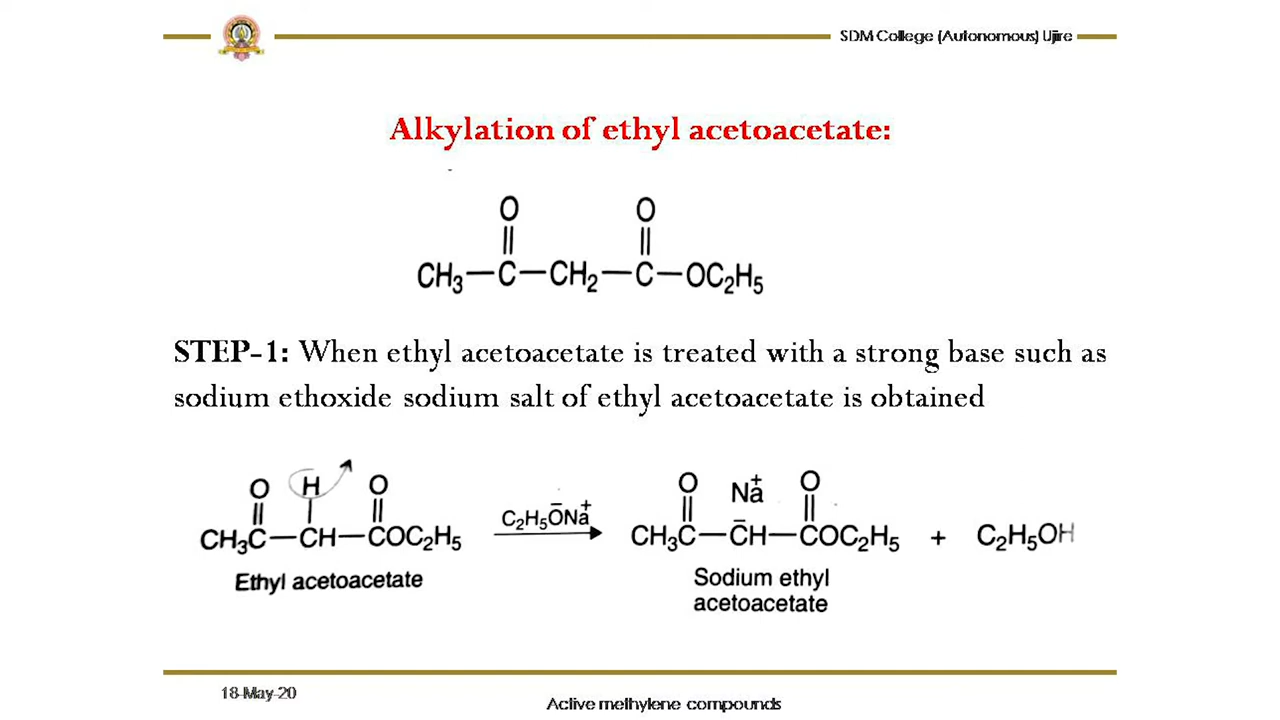 SDM College (Autonomous) Ujire
Alkylation of ethyl acetoacetate:
O O
|| ||
CH₃—C—CH₂—C—OC₂H₅
STEP-1: When ethyl acetoacetate is treated with a strong base such as
sodium ethoxide sodium salt of ethyl acetoacetate is obtained
O H O
CH₃C—CH—COC₂H₅
Ethyl acetoacetate
C₂H₅ŌNa⁺
O Na⁺ O
CH₃C—C̄H—COC₂H₅ + C₂H₅OH
Sodium ethyl
acetoacetate
18-May-20
Active methylene compounds